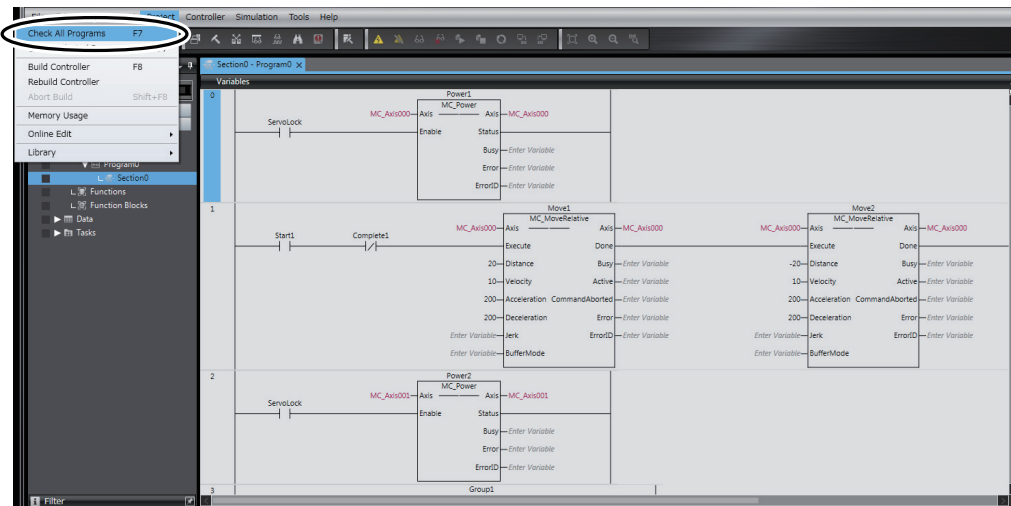 Project Controller Simulation Tools Help
Check All Programs F7
Build Controller F8
Rebuild Controller
Abort Build Shift+F8
Memory Usage
Online Edit
Library
Program0
Section0
Functions
Function Blocks
Data
Tasks
Filter
Section0 - Program0 x
Variables
0
Power1
MC_Power
MC_Axis000 Axis Axis MC_Axis000
ServoLock
Enable Status
Busy Enter Variable
Error Enter Variable
ErrorID Enter Variable
1
Move1 Move2
MC_MoveRelative MC_MoveRelative
MC_Axis000 Axis Axis MC_Axis000 MC_Axis000 Axis Axis MC_Axis000
Start1 Complete1
Execute Done Execute Done
20 Distance Busy Enter Variable -20 Distance Busy Enter Variable
10 Velocity Active Enter Variable 10 Velocity Active Enter Variable
200 Acceleration CommandAborted Enter Variable 200 Acceleration CommandAborted Enter Variable
200 Deceleration Error Enter Variable 200 Deceleration Error Enter Variable
Enter Variable Jerk ErrorID Enter Variable Enter Variable Jerk ErrorID Enter Variable
Enter Variable BufferMode Enter Variable BufferMode
2
Power2
MC_Power
MC_Axis001 Axis Axis MC_Axis001
ServoLock
Enable Status
Busy Enter Variable
Error Enter Variable
ErrorID Enter Variable
3
Group1